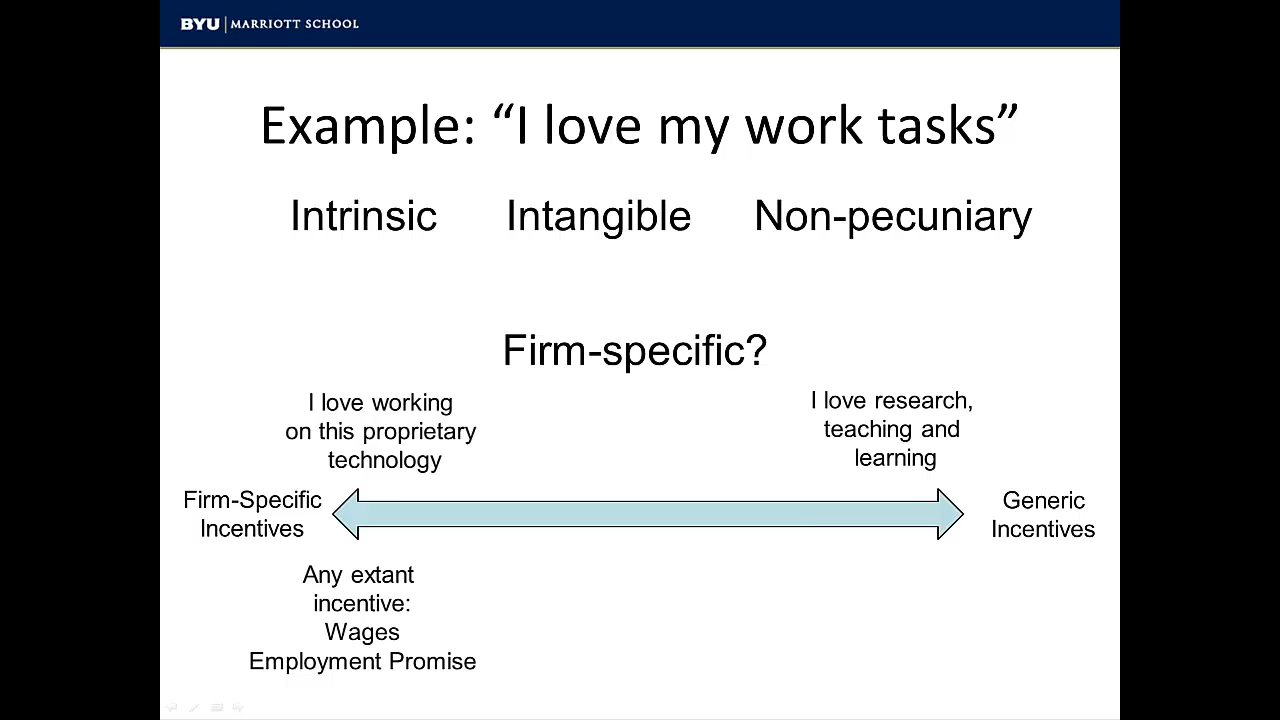 BYU | MARRIOTT SCHOOL
Example: “I love my work tasks”
Intrinsic Intangible Non-pecuniary
Firm-specific?
I love working
on this proprietary
technology
I love research,
teaching and
learning
Firm-Specific
Incentives
Generic
Incentives
Any extant
incentive:
Wages
Employment Promise